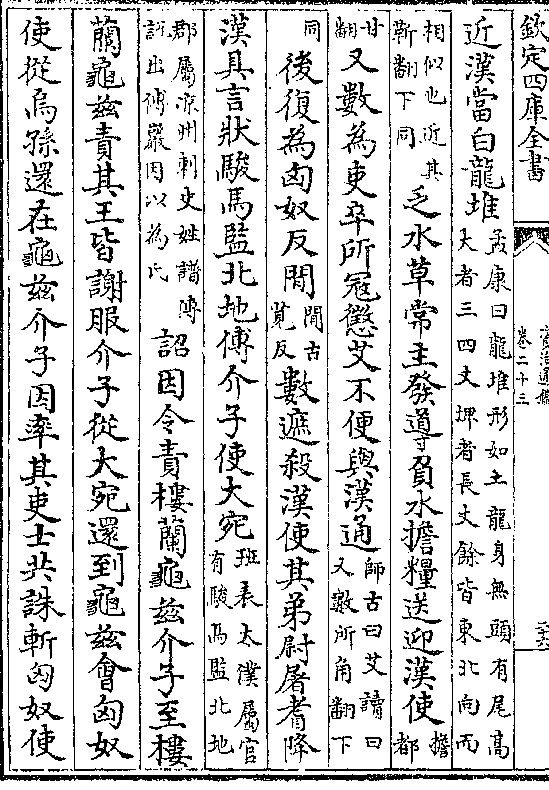 欽定四庫全書
資治通鑑
卷二十三
近漢當白龍堆孟康曰龍堆形如土龍身無頭有尾高大者三四丈埤者長丈餘皆東北向而
相似也近其靳翻下同乏水草常主發導負水擔糧送迎漢使擔都
甘翻又數為吏卒所寇懲艾不便與漢通師古曰艾讀曰乂數所角翻下
同後復為匈奴反間間古莧反數遮殺漢使其弟尉屠耆降
漢具言狀駿馬監北地傅介子使大宛班表太僕屬官有駿馬監北地
郡屬涼州刺史姓譜傅說出傅巖因以為氏詔因令責樓蘭龜茲介子至樓
蘭龜茲責其王皆謝服介子從大宛還到龜茲會匈奴
使從烏孫還在龜茲介子因率其吏士共誅斬匈奴使